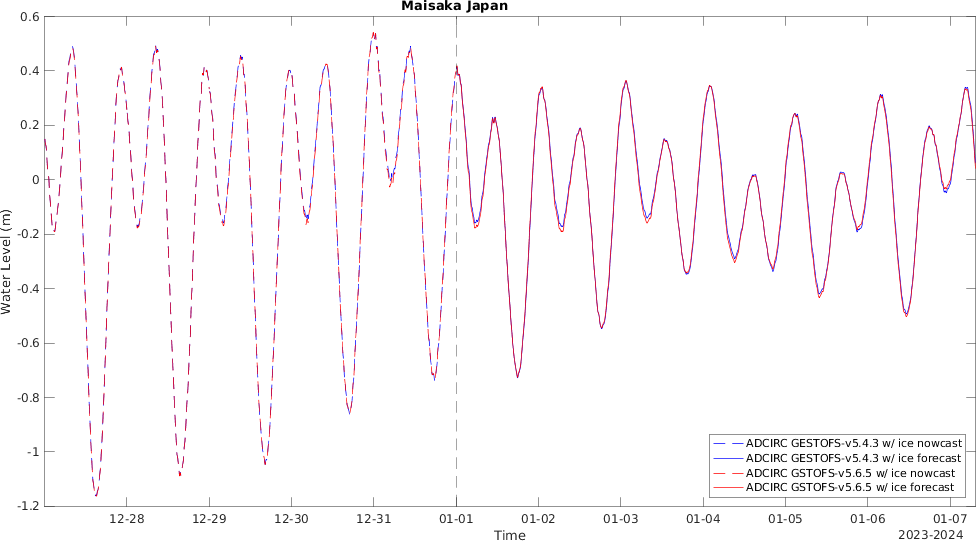 Maisaka Japan
0.6
0.4
0.2
0
-0.2
-0.4
-0.6
-0.8
-1
-1.2
Water Level (m)
ADCIRC GESTOFS-v5.4.3 w/ ice nowcast
ADCIRC GESTOFS-v5.4.3 w/ ice forecast
ADCIRC GSTOFS-v5.6.5 w/ ice nowcast
ADCIRC GSTOFS-v5.6.5 w/ ice forecast
12-28 12-29 12-30 12-31 01-01 01-02 01-03 01-04 01-05 01-06 01-07
Time
2023-2024